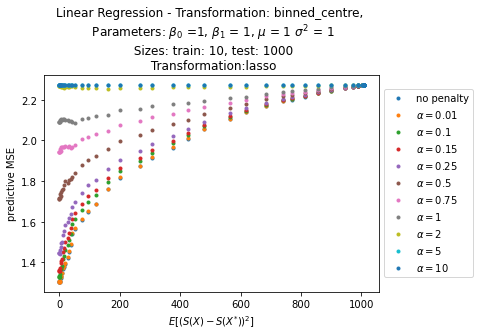 Linear Regression - Transformation: binned_centre,
Parameters: β₀ =1, β₁ = 1, μ = 1 σ² = 1
Sizes: train: 10, test: 1000
Transformation:lasso
predictive MSE
2.2
2.0
1.8
1.6
1.4
0
200
400
600
800
1000
E[(S(X) − S(X*))²]
no penalty
α = 0.01
α = 0.1
α = 0.15
α = 0.25
α = 0.5
α = 0.75
α = 1
α = 2
α = 5
α = 10